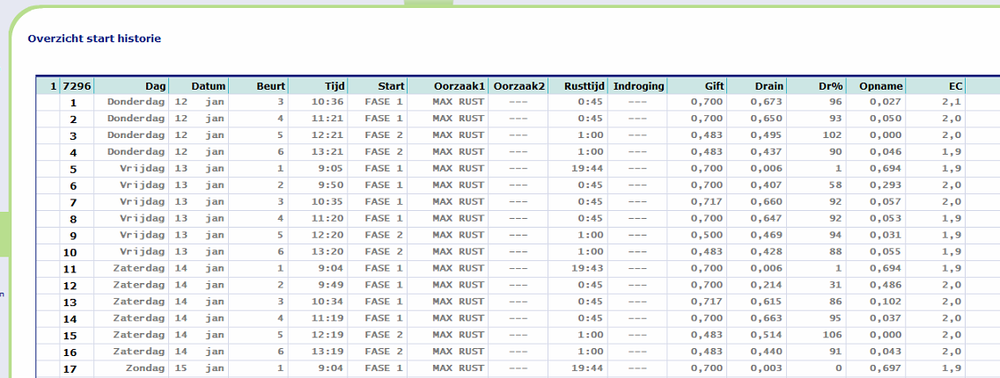 Overzicht start historie
1 7296 Dag Datum Beurt Tijd Start Oorzaak1 Oorzaak2 Rusttijd Indroging Gift Drain Dr% Opname EC
1 Donderdag 12 jan 3 10:36 FASE 1 MAX RUST --- 0:45 --- 0,700 0,673 96 0,027 2,1
2 Donderdag 12 jan 4 11:21 FASE 1 MAX RUST --- 0:45 --- 0,700 0,650 93 0,050 2,0
3 Donderdag 12 jan 5 12:21 FASE 2 MAX RUST --- 1:00 --- 0,483 0,495 102 0,000 2,0
4 Donderdag 12 jan 6 13:21 FASE 2 MAX RUST --- 1:00 --- 0,483 0,437 90 0,046 1,9
5 Vrijdag 13 jan 1 9:05 FASE 1 MAX RUST --- 19:44 --- 0,700 0,006 1 0,694 1,9
6 Vrijdag 13 jan 2 9:50 FASE 1 MAX RUST --- 0:45 --- 0,700 0,407 58 0,293 2,0
7 Vrijdag 13 jan 3 10:35 FASE 1 MAX RUST --- 0:45 --- 0,717 0,660 92 0,057 2,0
8 Vrijdag 13 jan 4 11:20 FASE 1 MAX RUST --- 0:45 --- 0,700 0,647 92 0,053 1,9
9 Vrijdag 13 jan 5 12:20 FASE 2 MAX RUST --- 1:00 --- 0,500 0,469 94 0,031 1,9
10 Vrijdag 13 jan 6 13:20 FASE 2 MAX RUST --- 1:00 --- 0,483 0,428 88 0,055 1,9
11 Zaterdag 14 jan 1 9:04 FASE 1 MAX RUST --- 19:43 --- 0,700 0,006 1 0,694 1,9
12 Zaterdag 14 jan 2 9:49 FASE 1 MAX RUST --- 0:45 --- 0,700 0,214 31 0,486 2,0
13 Zaterdag 14 jan 3 10:34 FASE 1 MAX RUST --- 0:45 --- 0,717 0,615 86 0,102 2,0
14 Zaterdag 14 jan 4 11:19 FASE 1 MAX RUST --- 0:45 --- 0,700 0,663 95 0,037 2,0
15 Zaterdag 14 jan 5 12:19 FASE 2 MAX RUST --- 1:00 --- 0,483 0,514 106 0,000 2,0
16 Zaterdag 14 jan 6 13:19 FASE 2 MAX RUST --- 1:00 --- 0,483 0,440 91 0,043 2,0
17 Zondag 15 jan 1 9:04 FASE 1 MAX RUST --- 19:44 --- 0,700 0,003 0 0,697 1,9